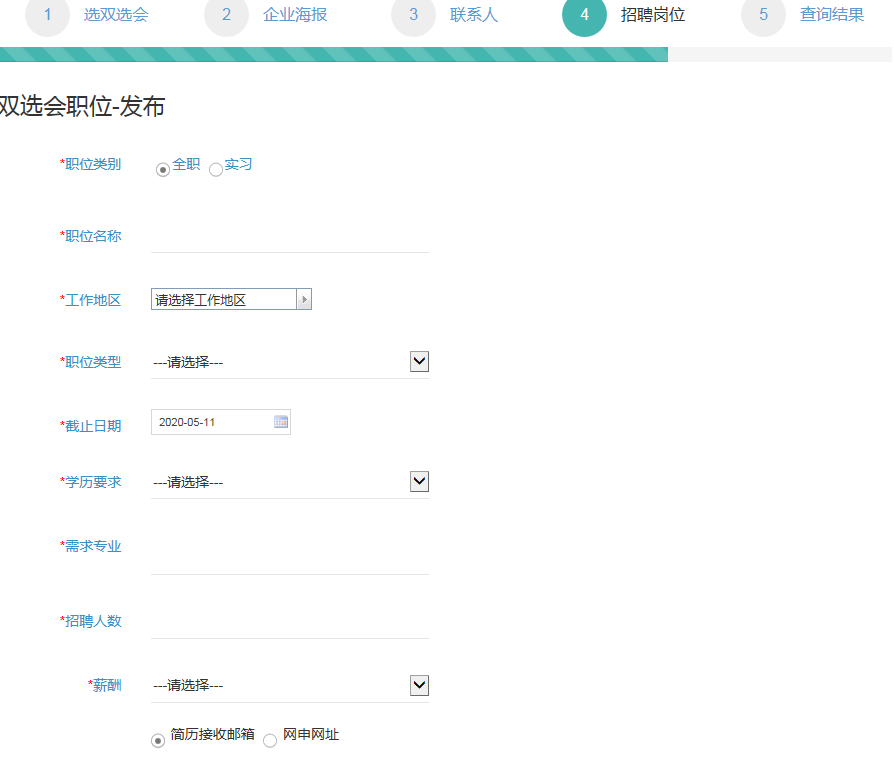 1 选双选会 2 企业海报 3 联系人 4 招聘岗位 5 查询结果
双选会职位-发布
*职位类别 全职 实习
*职位名称
*工作地区 请选择工作地区
*职位类型 ---请选择---
*截止日期 2020-05-11
*学历要求 ---请选择---
*需求专业
*招聘人数
*薪酬 ---请选择---
简历接收邮箱 网申网址